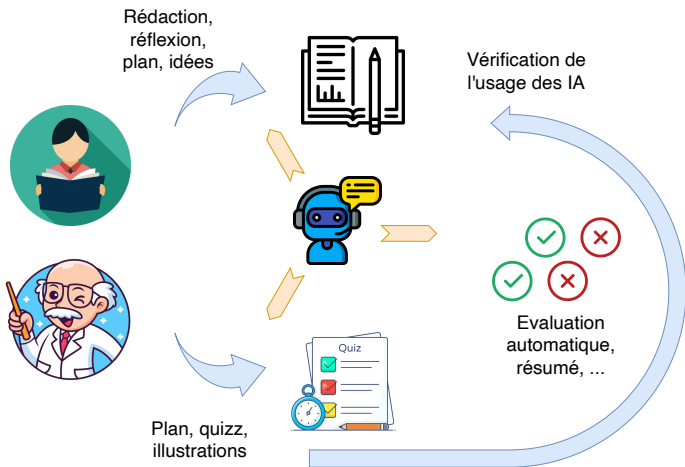 Rédaction,
réflexion,
plan, idées
Vérification de
l'usage des IA
Evaluation
automatique,
résumé, ...
Quiz
Plan, quizz,
illustrations